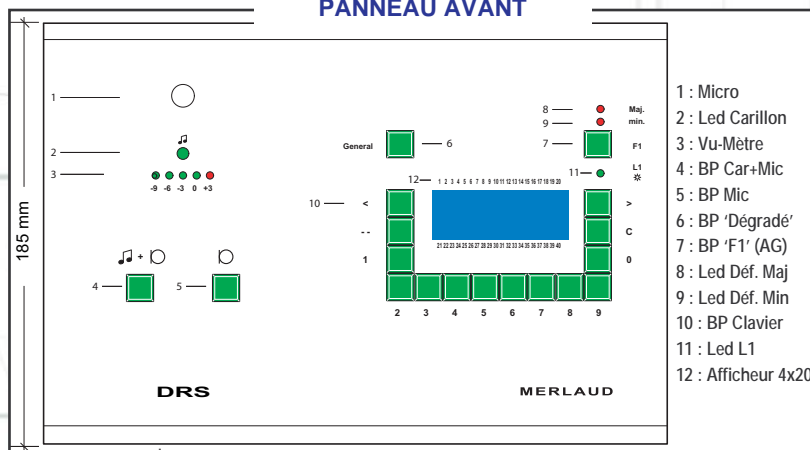 PANNEAU AVANT
185 mm
1
2
3
-9 -6 -3 0 +3
+
4
5
General
6
7
8
9
Maj.
min.
F1
11
L1
12
1 2 3 4 5 6 7 8 9 10 11 12 13 14 15 16 17 18 19 20
21 22 23 24 25 26 27 28 29 30 31 32 33 34 35 36 37 38 39 40
10
<
- -
1
>
C
0
2 3 4 5 6 7 8 9
DRS
MERLAUD
1 : Micro
2 : Led Carillon
3 : Vu-Mètre
4 : BP Car+Mic
5 : BP Mic
6 : BP ‘Dégradé’
7 : BP ‘F1’ (AG)
8 : Led Déf. Maj
9 : Led Déf. Min
10 : BP Clavier
11 : Led L1
12 : Afficheur 4x20